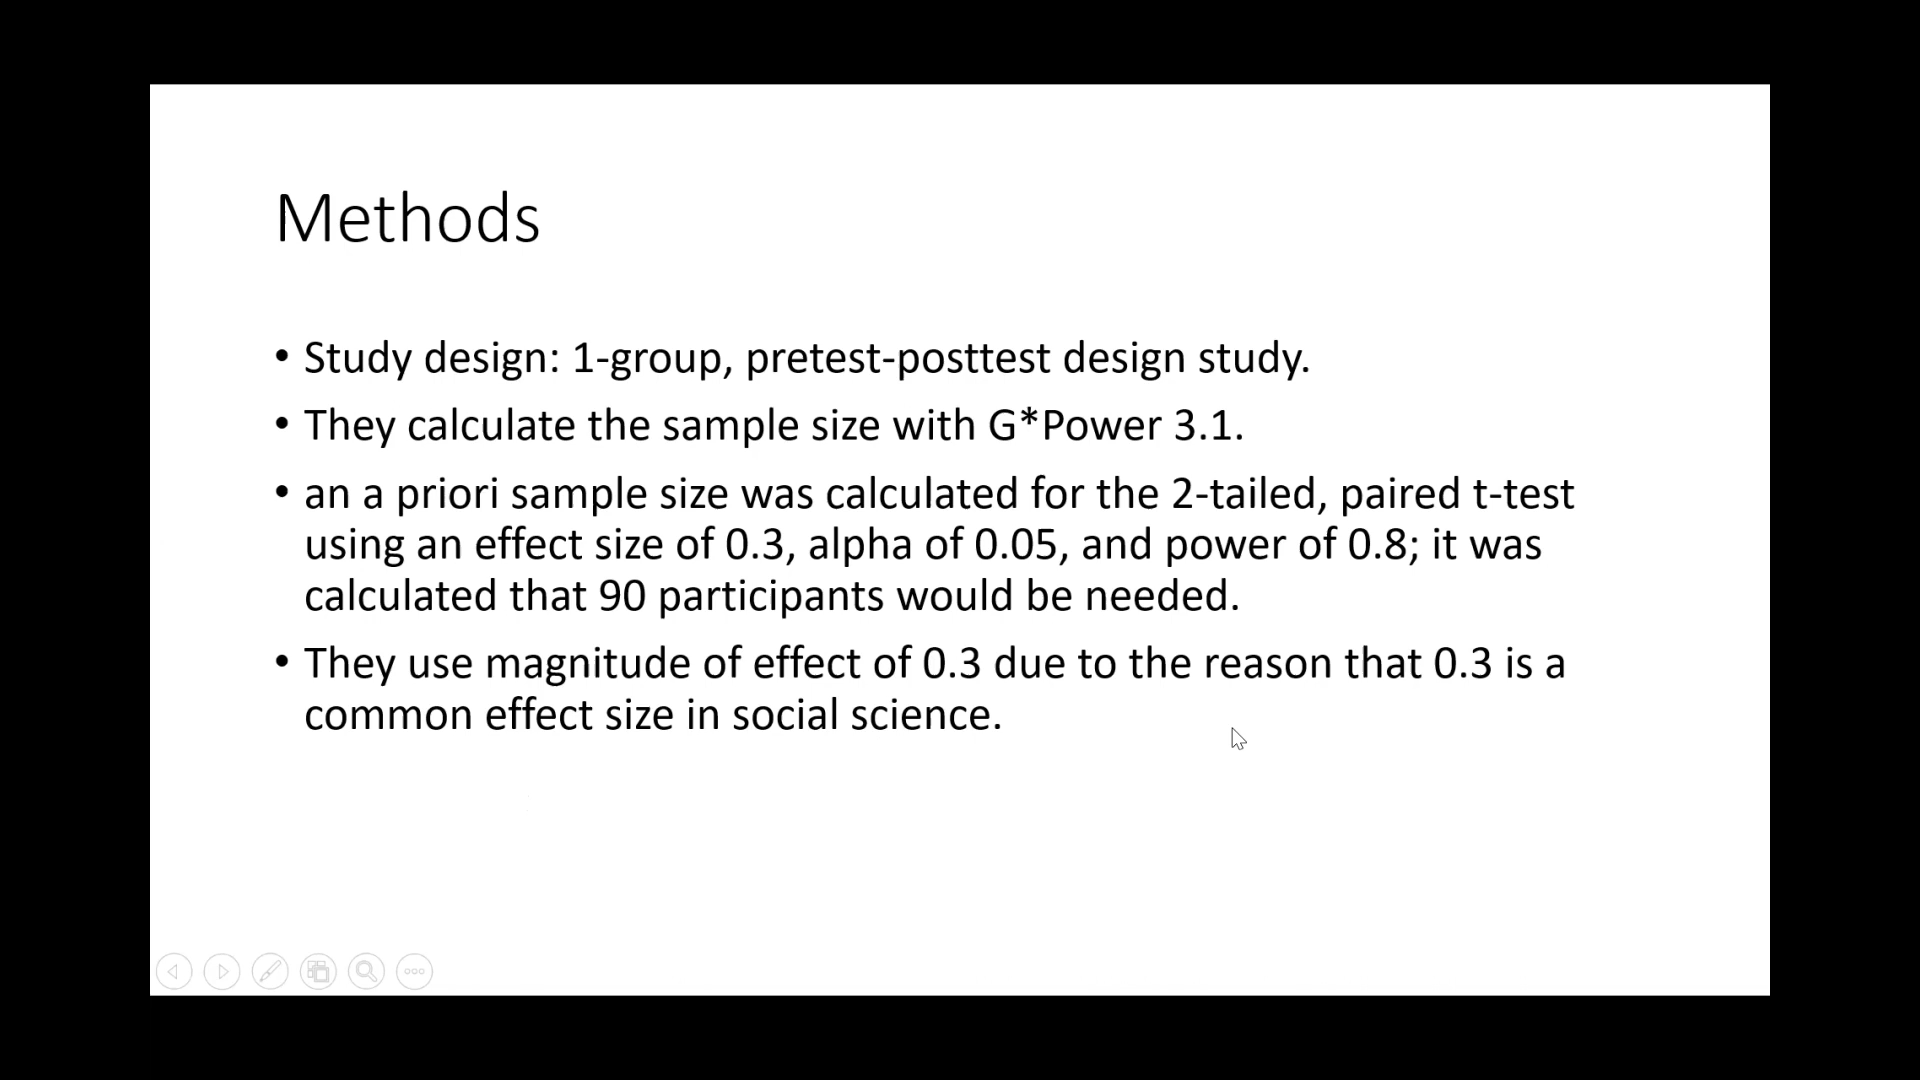 Methods
• Study design: 1-group, pretest-posttest design study.
• They calculate the sample size with G*Power 3.1.
• an a priori sample size was calculated for the 2-tailed, paired t-test
using an effect size of 0.3, alpha of 0.05, and power of 0.8; it was
calculated that 90 participants would be needed.
• They use magnitude of effect of 0.3 due to the reason that 0.3 is a
common effect size in social science.